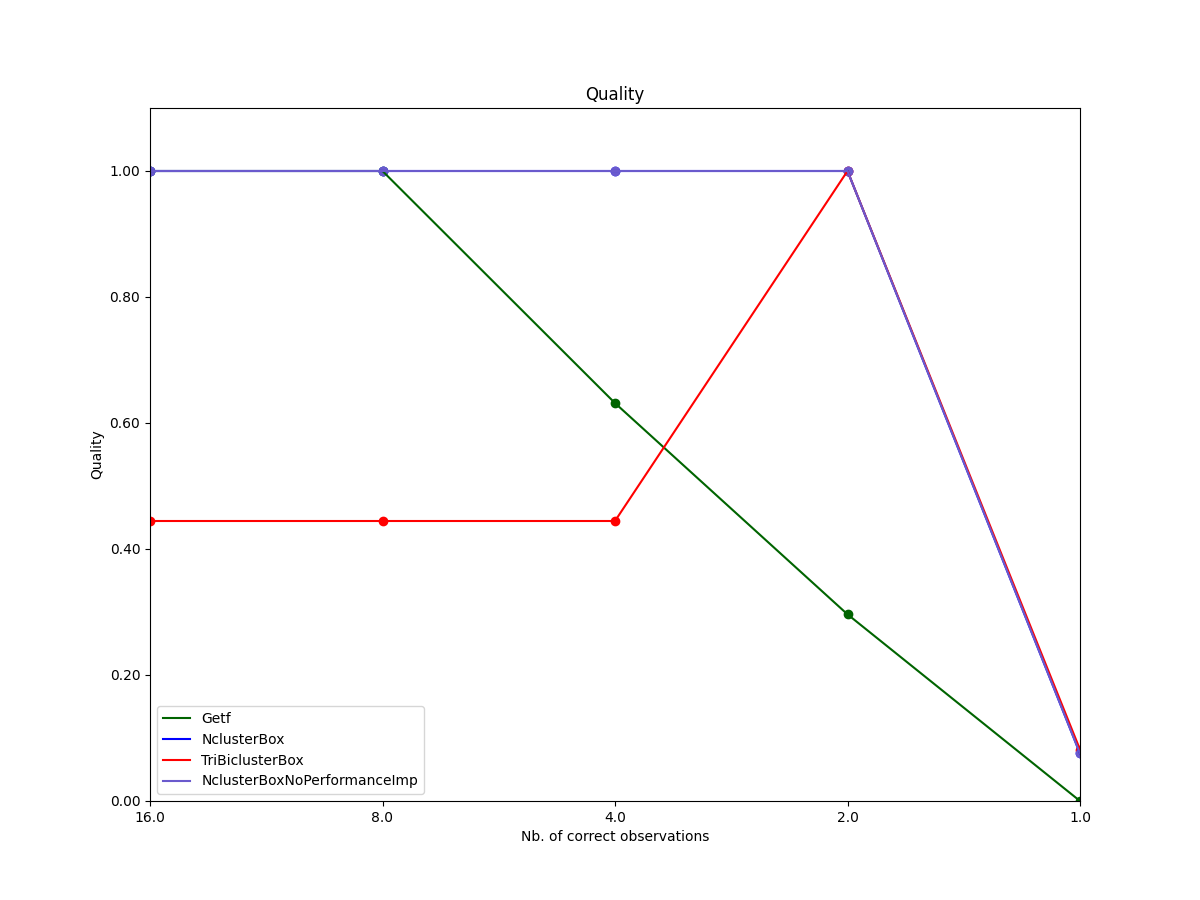 Quality
1.00
0.80
0.60
0.40
0.20
0.00
Quality
Getf
NclusterBox
TriBiclusterBox
NclusterBoxNoPerformanceImp
16.0 8.0 4.0 2.0 1.0
Nb. of correct observations